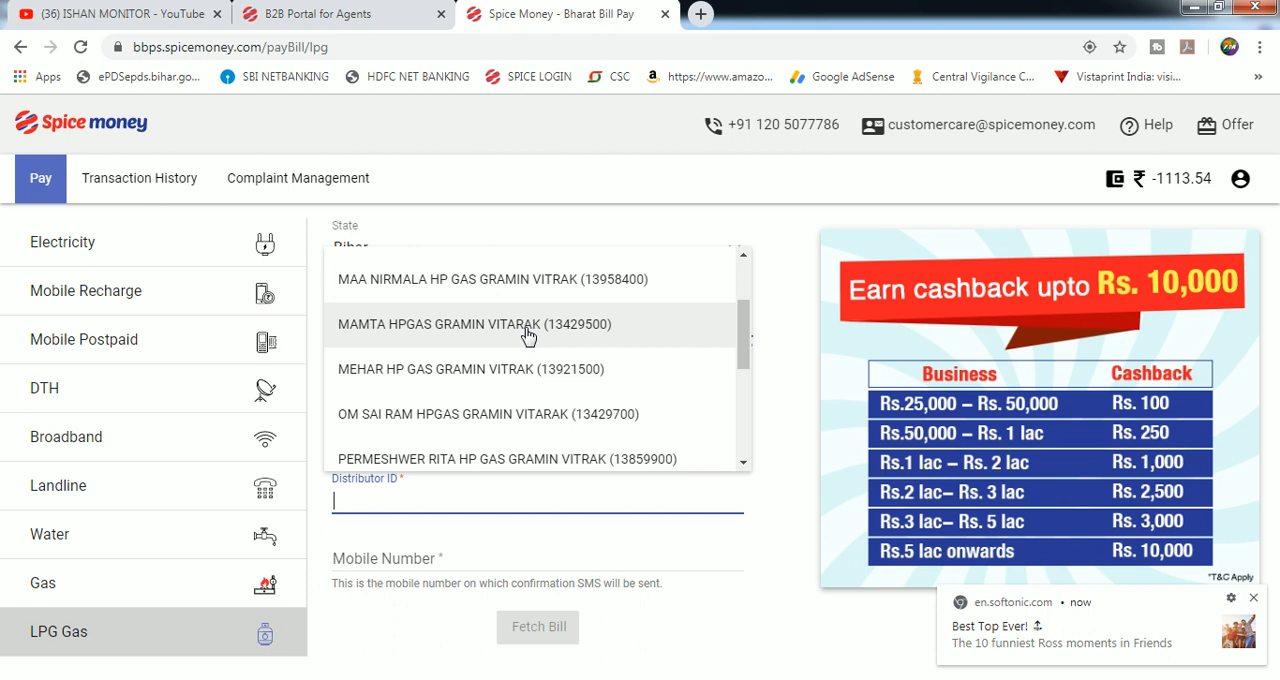 (36) ISHAN MONITOR - YouTube
B2B Portal for Agents
Spice Money - Bharat Bill Pay
bbps.spicemoney.com/payBill/lpg
Apps
ePDSepds.bihar.go...
SBI NETBANKING
HDFC NET BANKING
SPICE LOGIN
CSC
https://www.amazo...
Google AdSense
Central Vigilance C...
Vistaprint India: visi...
»
Spice money
+91 120 5077786
customercare@spicemoney.com
Help
Offer
Pay
Transaction History
Complaint Management
₹ -1113.54
Electricity
Mobile Recharge
Mobile Postpaid
DTH
Broadband
Landline
Water
Gas
LPG Gas
State
Bihar
MAA NIRMALA HP GAS GRAMIN VITRAK (13958400)
MAMTA HPGAS GRAMIN VITARAK (13429500)
MEHAR HP GAS GRAMIN VITRAK (13921500)
OM SAI RAM HPGAS GRAMIN VITARAK (13429700)
PERMESHWER RITA HP GAS GRAMIN VITRAK (13859900)
Distributor ID *
Mobile Number *
This is the mobile number on which confirmation SMS will be sent.
Fetch Bill
Earn cashback upto Rs. 10,000
Business Cashback
Rs.25,000 – Rs. 50,000 Rs. 100
Rs.50,000 – Rs. 1 lac Rs. 250
Rs.1 lac – Rs. 2 lac Rs. 1,000
Rs.2 lac– Rs. 3 lac Rs. 2,500
Rs.3 lac– Rs. 5 lac Rs. 3,000
Rs.5 lac onwards Rs. 10,000
*T&C Apply
en.softonic.com • now
Best Top Ever!
The 10 funniest Ross moments in Friends